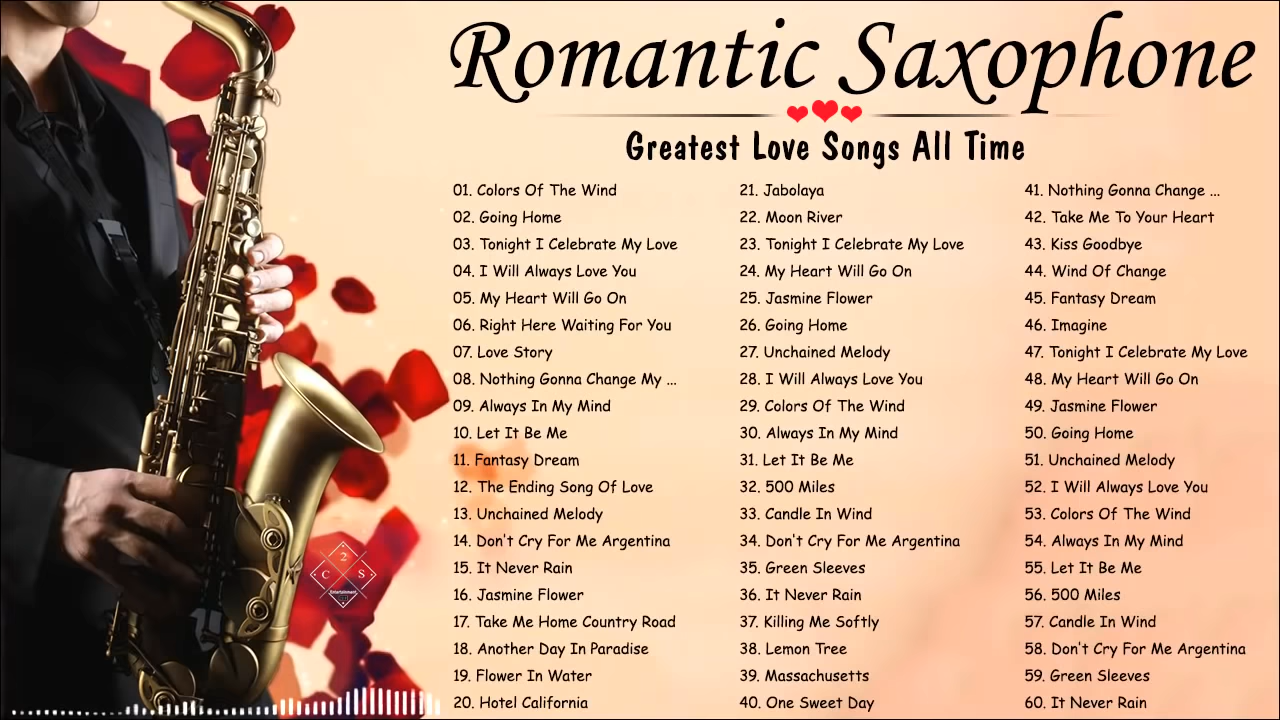 Romantic Saxophone
Greatest Love Songs All Time
01. Colors Of The Wind
02. Going Home
03. Tonight I Celebrate My Love
04. I Will Always Love You
05. My Heart Will Go On
06. Right Here Waiting For You
07. Love Story
08. Nothing Gonna Change My ...
09. Always In My Mind
10. Let It Be Me
11. Fantasy Dream
12. The Ending Song Of Love
13. Unchained Melody
14. Don't Cry For Me Argentina
15. It Never Rain
16. Jasmine Flower
17. Take Me Home Country Road
18. Another Day In Paradise
19. Flower In Water
20. Hotel California
21. Jabolaya
22. Moon River
23. Tonight I Celebrate My Love
24. My Heart Will Go On
25. Jasmine Flower
26. Going Home
27. Unchained Melody
28. I Will Always Love You
29. Colors Of The Wind
30. Always In My Mind
31. Let It Be Me
32. 500 Miles
33. Candle In Wind
34. Don't Cry For Me Argentina
35. Green Sleeves
36. It Never Rain
37. Killing Me Softly
38. Lemon Tree
39. Massachusetts
40. One Sweet Day
41. Nothing Gonna Change ...
42. Take Me To Your Heart
43. Kiss Goodbye
44. Wind Of Change
45. Fantasy Dream
46. Imagine
47. Tonight I Celebrate My Love
48. My Heart Will Go On
49. Jasmine Flower
50. Going Home
51. Unchained Melody
52. I Will Always Love You
53. Colors Of The Wind
54. Always In My Mind
55. Let It Be Me
56. 500 Miles
57. Candle In Wind
58. Don't Cry For Me Argentina
59. Green Sleeves
60. It Never Rain
2
C S
Entertainment